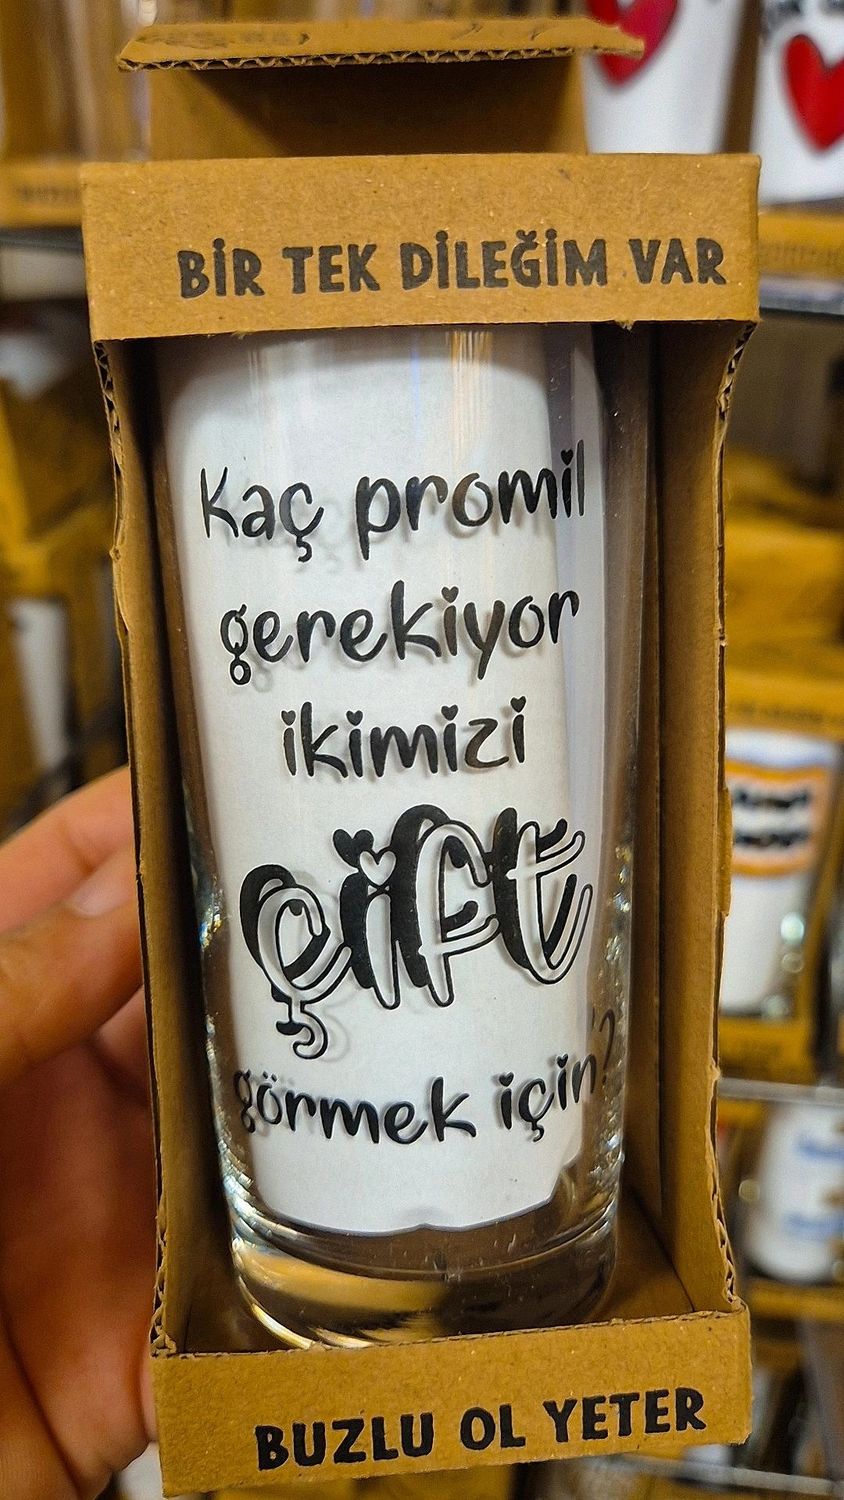 BİR TEK DİLEĞİM VAR
Kaç promil
gerekiyor
ikimizi
çift
görmek için?
BUZLU OL YETER